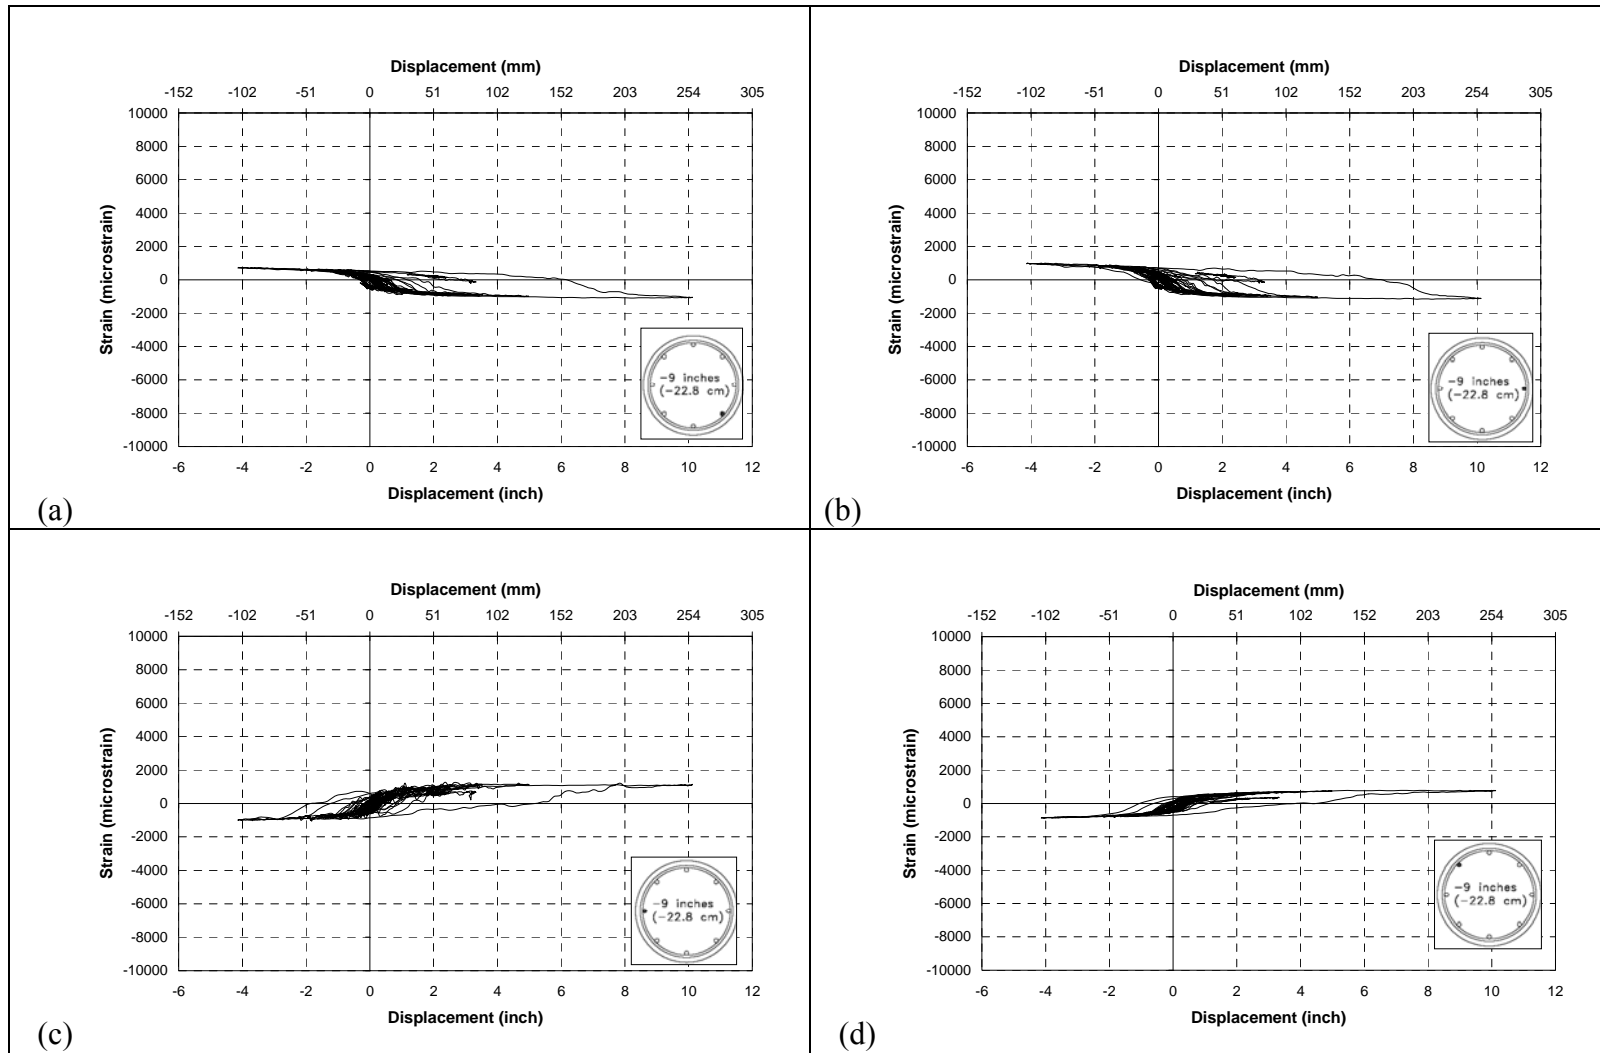 Displacement (mm)
-152 -102 -51 0 51 102 152 203 254 305
10000
8000
6000
4000
2000
0
-2000
-4000
-6000
-8000
-10000
Strain (microstrain)
-9 inches
(-22.8 cm)
-6 -4 -2 0 2 4 6 8 10 12
Displacement (inch)
(a)
Displacement (mm)
-152 -102 -51 0 51 102 152 203 254 305
10000
8000
6000
4000
2000
0
-2000
-4000
-6000
-8000
-10000
Strain (microstrain)
-9 inches
(-22.8 cm)
-6 -4 -2 0 2 4 6 8 10 12
Displacement (inch)
(b)
Displacement (mm)
-152 -102 -51 0 51 102 152 203 254 305
10000
8000
6000
4000
2000
0
-2000
-4000
-6000
-8000
-10000
Strain (microstrain)
-9 inches
(-22.8 cm)
-6 -4 -2 0 2 4 6 8 10 12
Displacement (inch)
(c)
Displacement (mm)
-152 -102 -51 0 51 102 152 203 254 305
10000
8000
6000
4000
2000
0
-2000
-4000
-6000
-8000
-10000
Strain (microstrain)
-9 inches
(-22.8 cm)
-6 -4 -2 0 2 4 6 8 10 12
Displacement (inch)
(d)